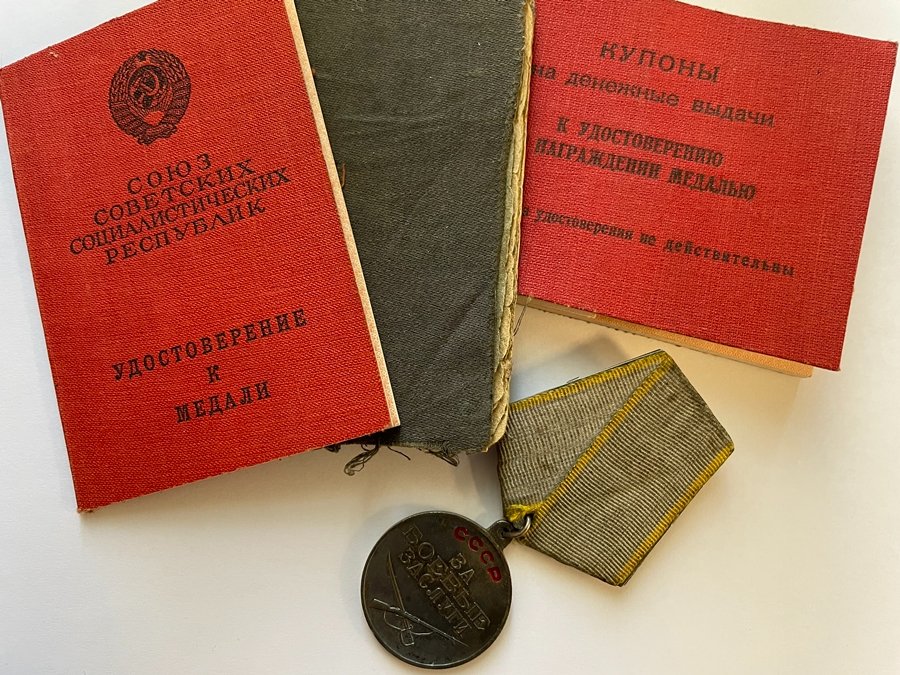 СОЮЗ
СОВЕТСКИХ
СОЦИАЛИСТИЧЕСКИХ
РЕСПУБЛИК
УДОСТОВЕРЕНИЕ
К
МЕДАЛИ
КУПОНЫ
на денежные выдачи
К УДОСТОВЕРЕНИЮ
НАГРАЖДЕНИИ МЕДАЛЬЮ
удостоверения не действительны
СССР
ЗА
БОЕВЫЕ
ЗАСЛУГИ